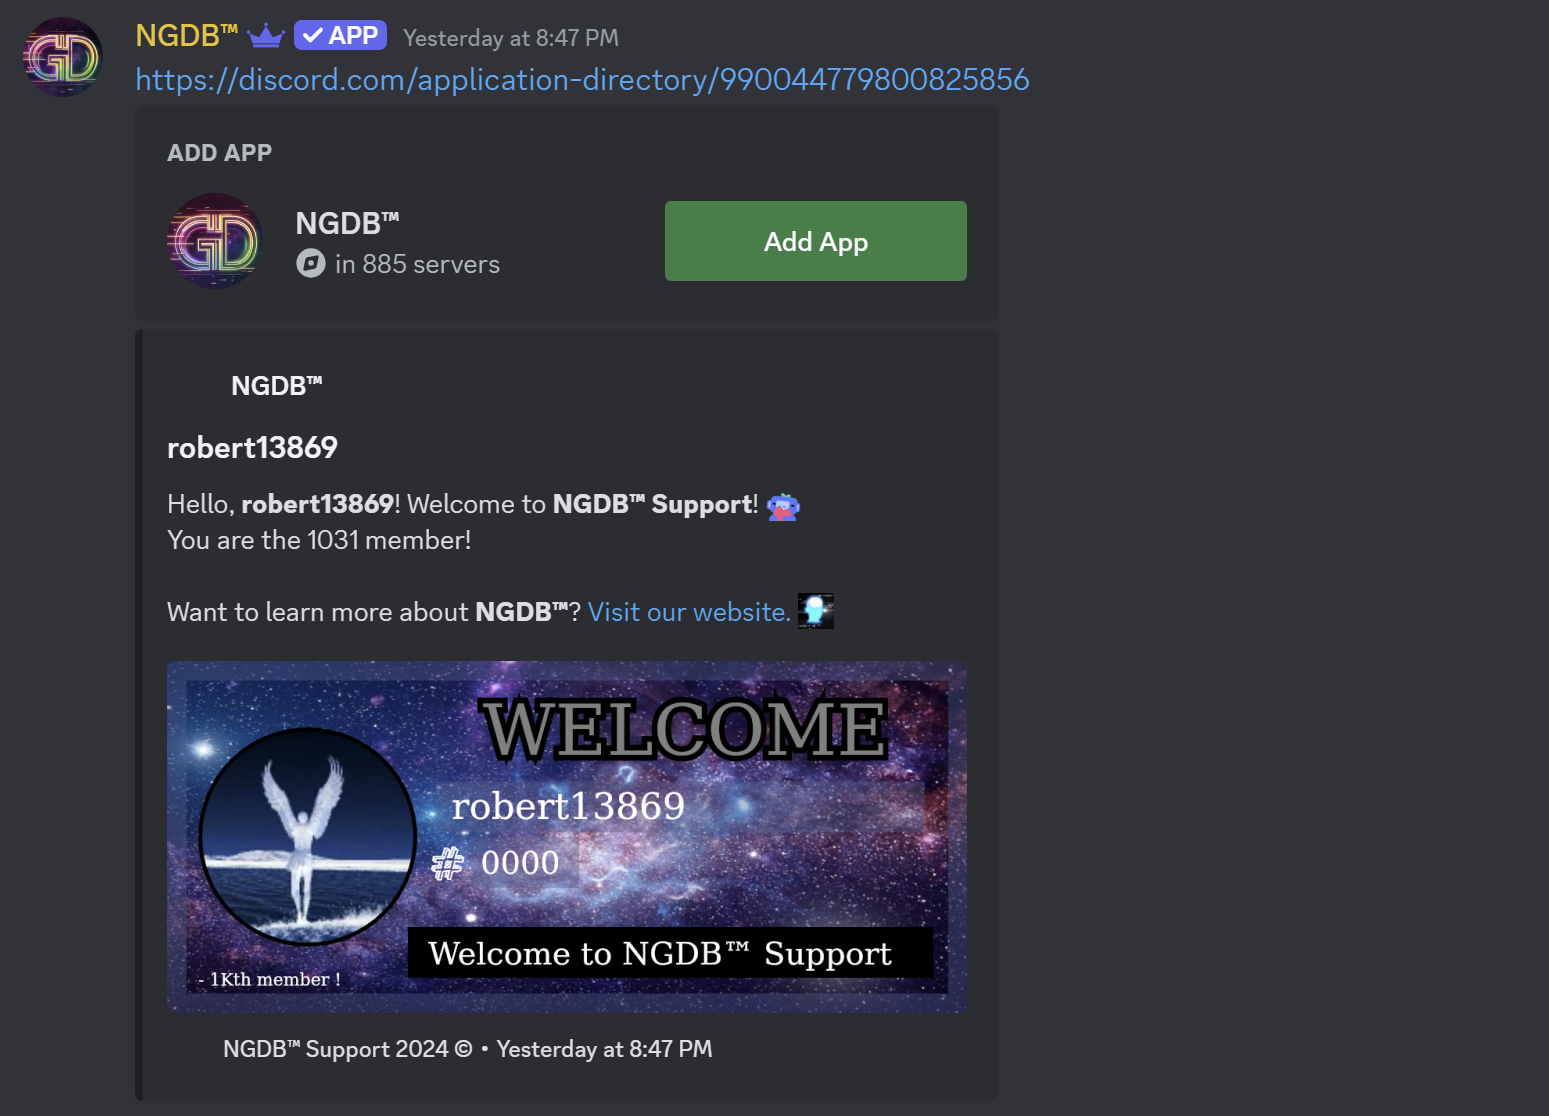 NGDB™ APP Yesterday at 8:47 PM
https://discord.com/application-directory/990044779800825856
ADD APP
GD
NGDB™
in 885 servers
Add App
NGDB™
robert13869
Hello, robert13869! Welcome to NGDB™ Support!
You are the 1031 member!
Want to learn more about NGDB™? Visit our website.
WELCOME
robert13869
# 0000
Welcome to NGDB™ Support
- 1Kth member !
NGDB™ Support 2024 © • Yesterday at 8:47 PM